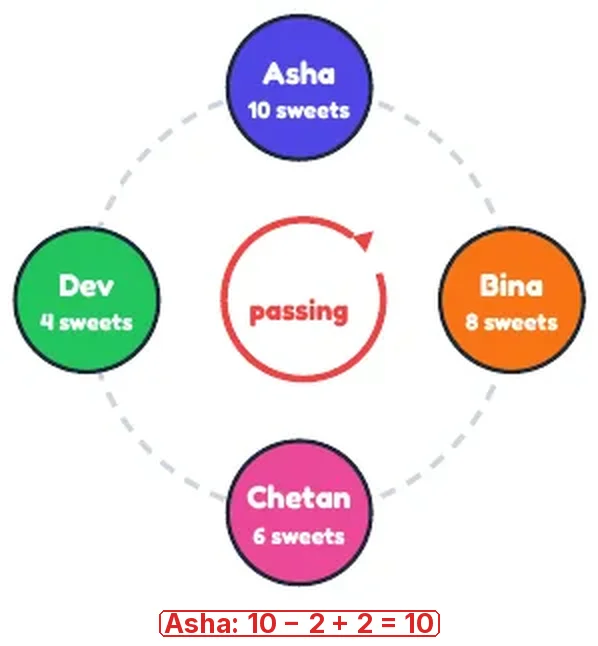 Asha
10 sweets
Dev
4 sweets
passing
Bina
8 sweets
Chetan
6 sweets
Asha: 10 − 2 + 2 = 10